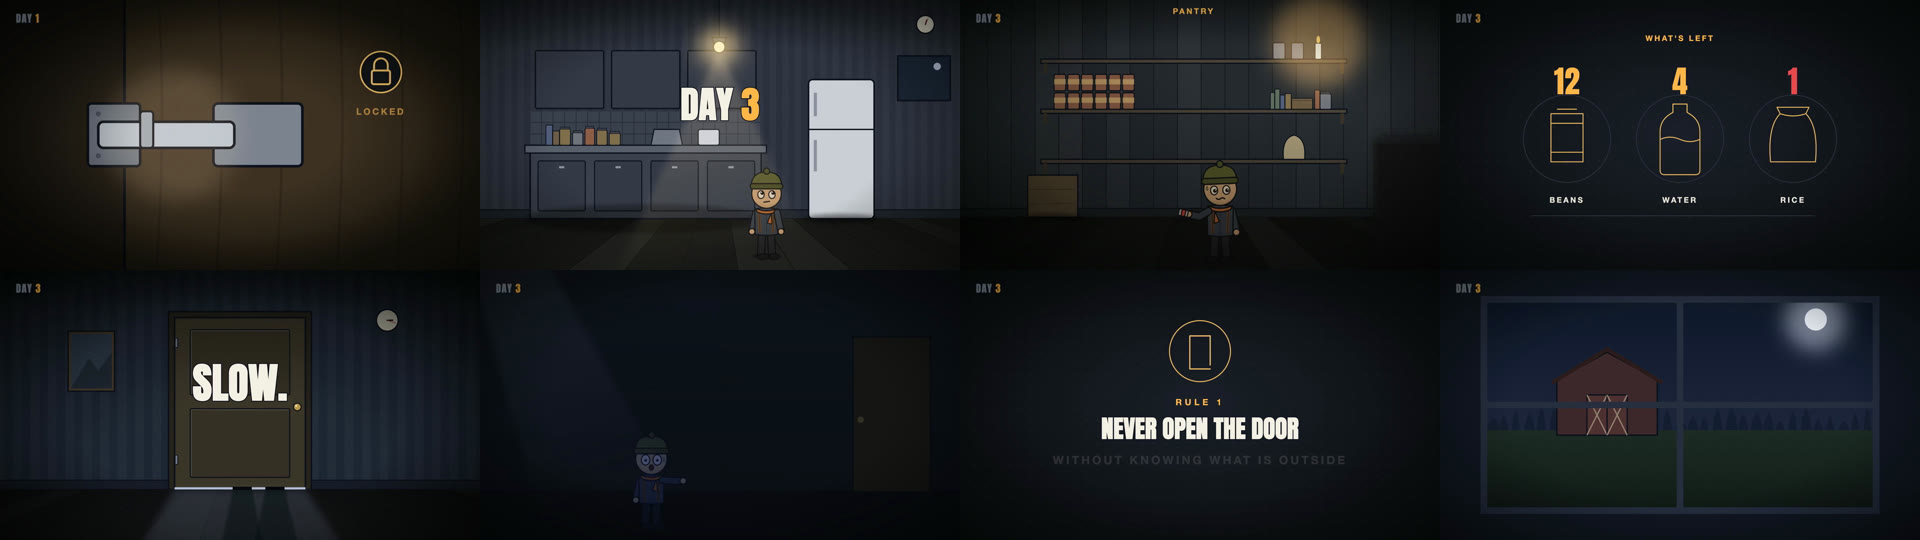 DAY 1
LOCKED
DAY 3
DAY 3
PANTRY
DAY 3
WHAT'S LEFT
12 4 1
BEANS WATER RICE
DAY 3
SLOW.
DAY 3
DAY 3
RULE 1
NEVER OPEN THE DOOR
WITHOUT KNOWING WHAT IS OUTSIDE
DAY 3